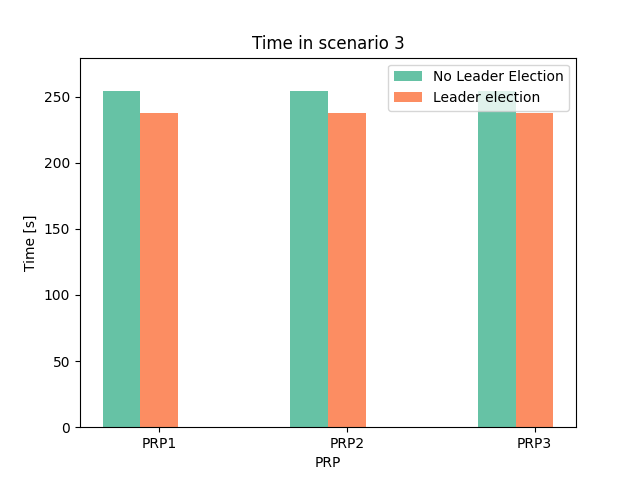 Time in scenario 3
No Leader Election
Leader election
250
200
150
100
50
0
Time [s]
PRP1 PRP2 PRP3
PRP